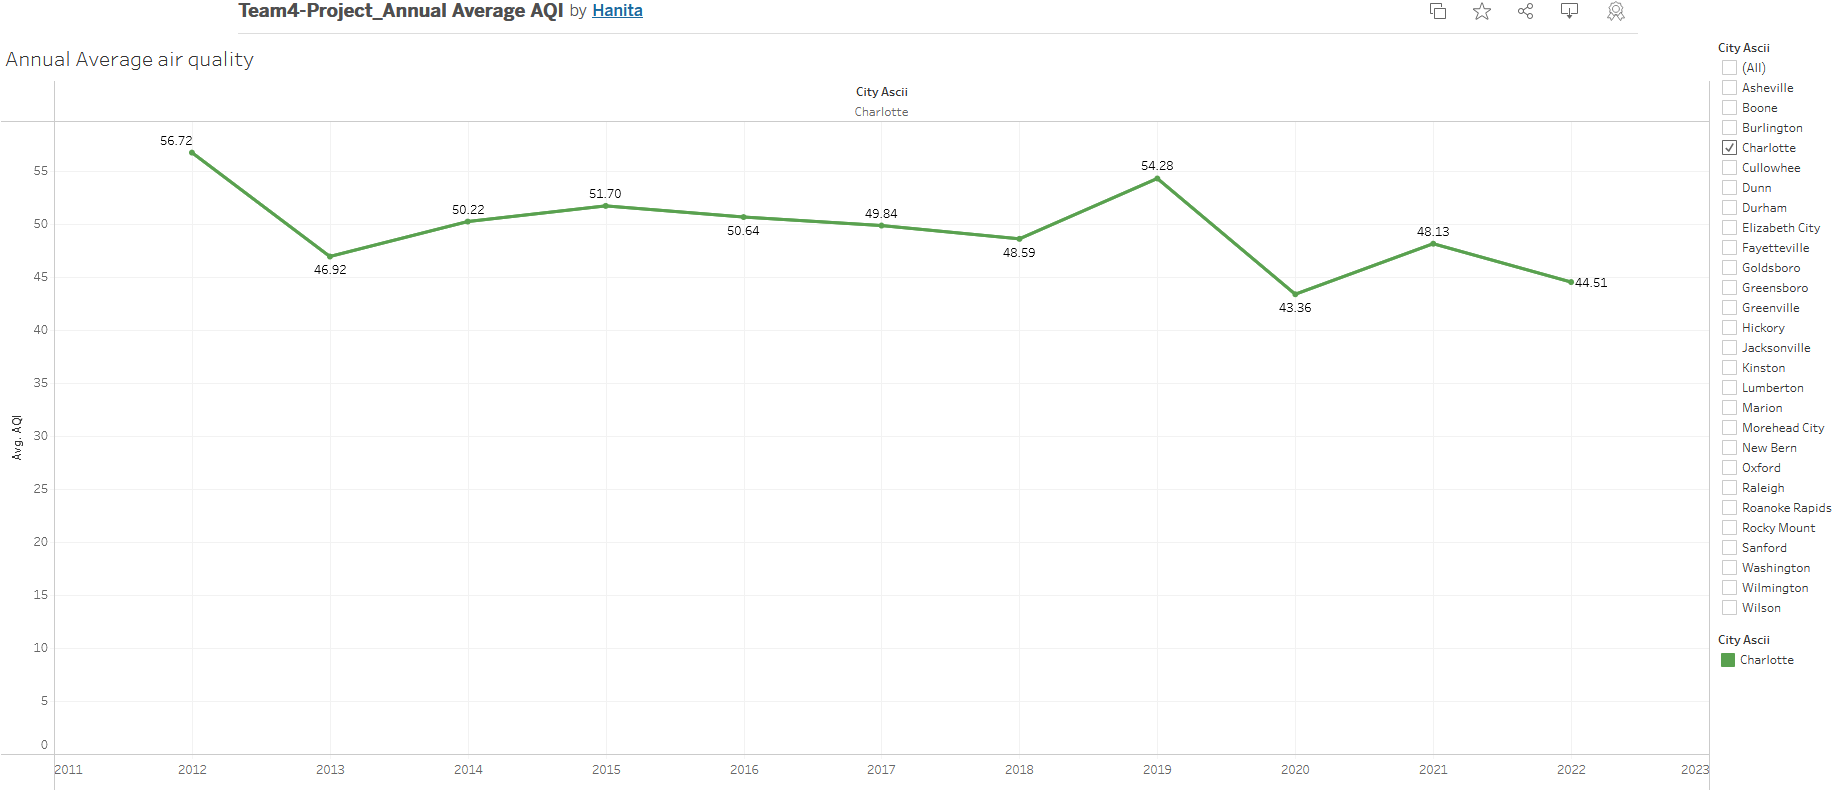 Team4-Project_Annual Average AQI by Hanita
Annual Average air quality
City Ascii
Charlotte
Avg. AQI
55
50
45
40
35
30
25
20
15
10
5
0
56.72
46.92
50.22
51.70
50.64
49.84
48.59
54.28
43.36
48.13
44.51
2011 2012 2013 2014 2015 2016 2017 2018 2019 2020 2021 2022 2023
City Ascii
(All)
Asheville
Boone
Burlington
Charlotte
Cullowhee
Dunn
Durham
Elizabeth City
Fayetteville
Goldsboro
Greensboro
Greenville
Hickory
Jacksonville
Kinston
Lumberton
Marion
Morehead City
New Bern
Oxford
Raleigh
Roanoke Rapids
Rocky Mount
Sanford
Washington
Wilmington
Wilson
City Ascii
Charlotte